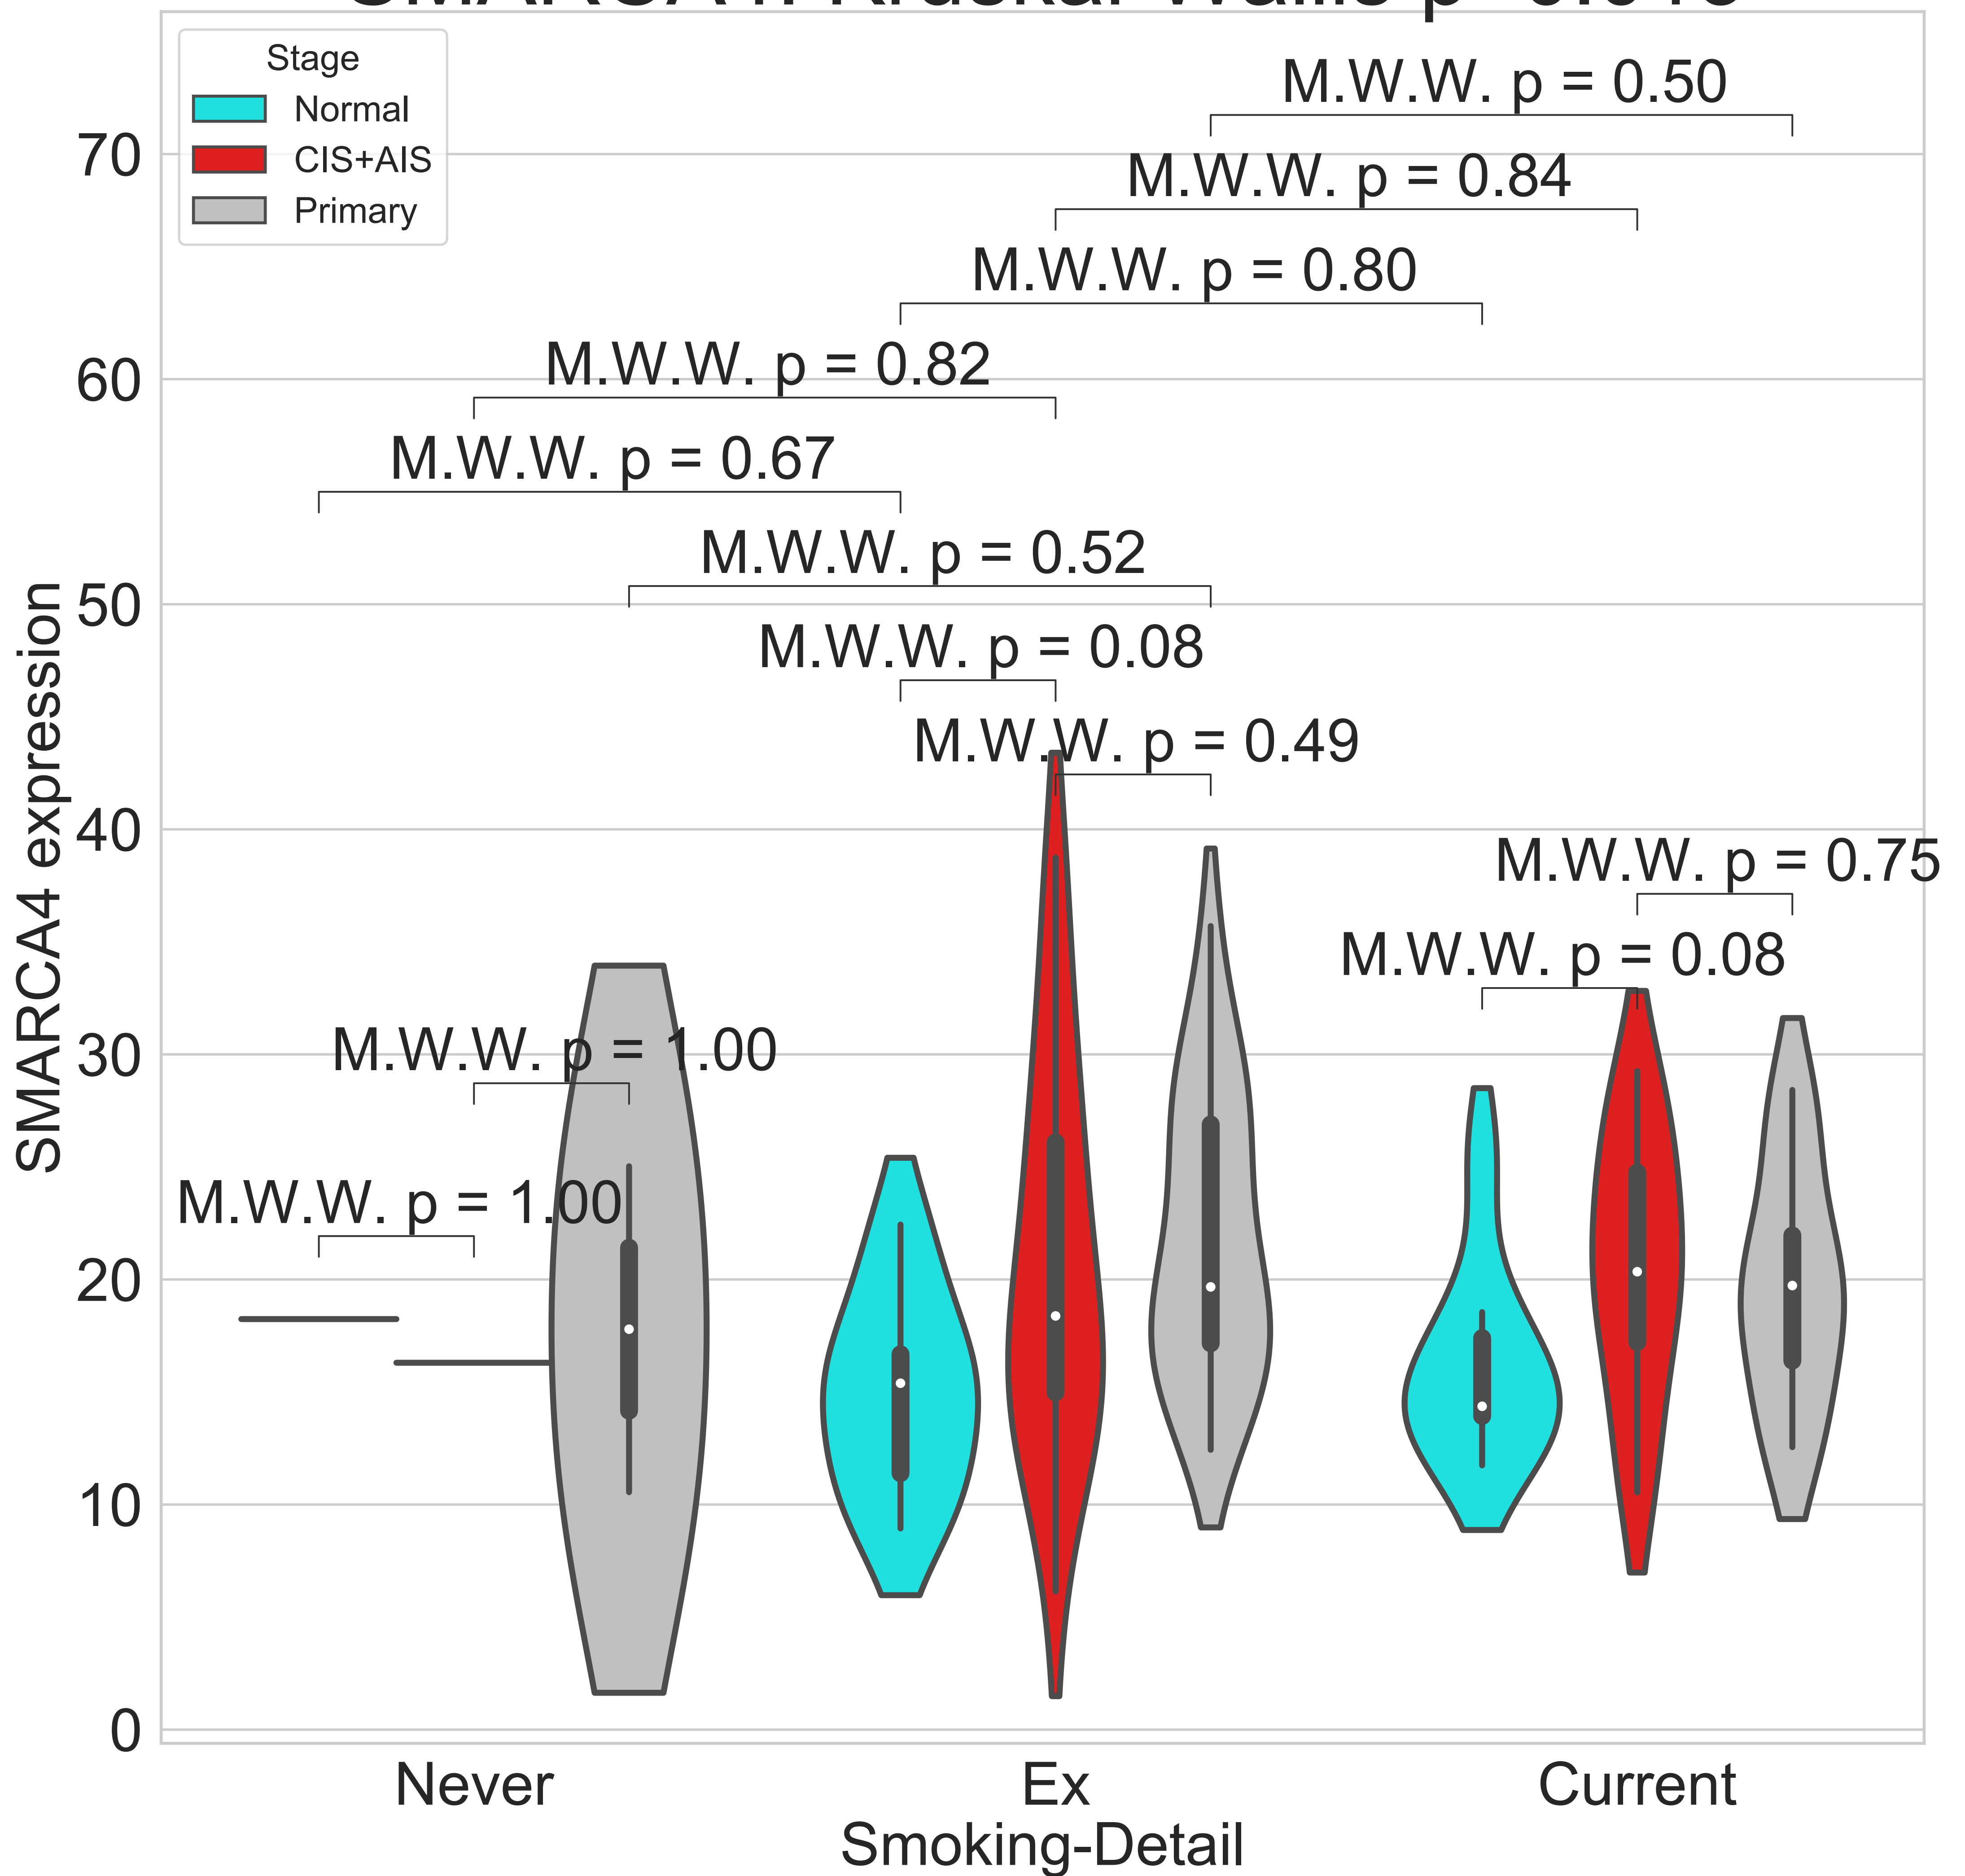 Stage
Normal
CIS+AIS
Primary
M.W.W. p = 0.50
M.W.W. p = 0.84
M.W.W. p = 0.80
M.W.W. p = 0.82
M.W.W. p = 0.67
M.W.W. p = 0.52
M.W.W. p = 0.08
M.W.W. p = 0.49
M.W.W. p = 0.75
M.W.W. p = 0.08
M.W.W. p = 1.00
M.W.W. p = 1.00
SMARCA4 expression
70
60
50
40
30
20
10
0
Never
Ex
Current
Smoking-Detail